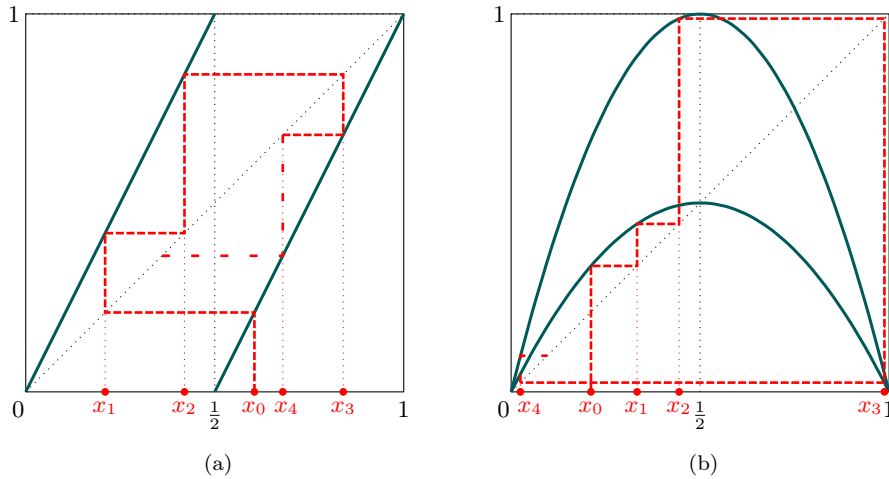 1
0
x₁
x₂
½
x₀
x₄
x₃
1
(a)
1
0
x₄
x₀
x₁
x₂
½
x₃
1
(b)